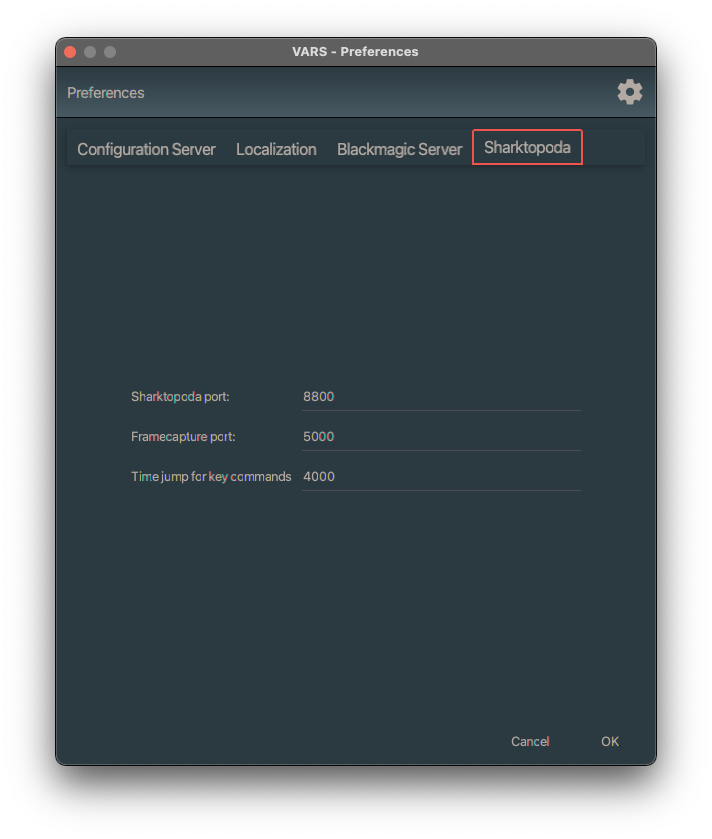 VARS - Preferences
Preferences
Configuration Server Localization Blackmagic Server Sharktopoda
Sharktopoda port: 8800
Framecapture port: 5000
Time jump for key commands 4000
Cancel OK